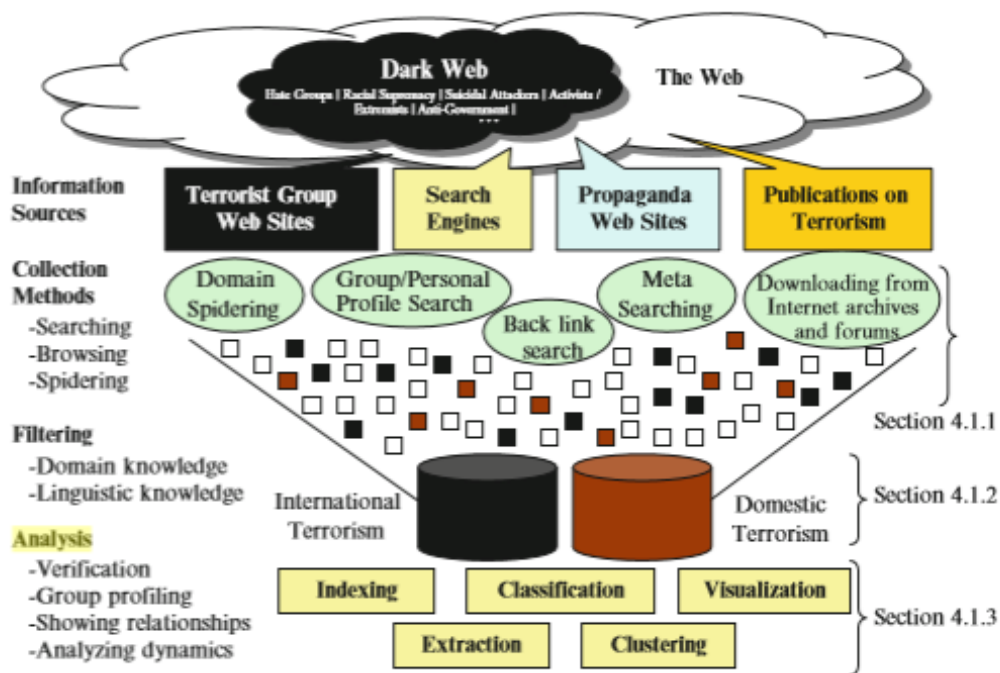 Dark Web
Hate Groups | Racial Supremacy | Suicidal Attackers | Activists /
Extremists | Anti-Government |
...
The Web
Information
Sources
Terrorist Group
Web Sites
Search
Engines
Propaganda
Web Sites
Publications on
Terrorism
Collection
Methods
-Searching
-Browsing
-Spidering
Domain
Spidering
Group/Personal
Profile Search
Back link
search
Meta
Searching
Downloading from
Internet archives
and forums
Section 4.1.1
Filtering
-Domain knowledge
-Linguistic knowledge
International
Terrorism
Domestic
Terrorism
Section 4.1.2
Analysis
-Verification
-Group profiling
-Showing relationships
-Analyzing dynamics
Indexing
Classification
Visualization
Extraction
Clustering
Section 4.1.3